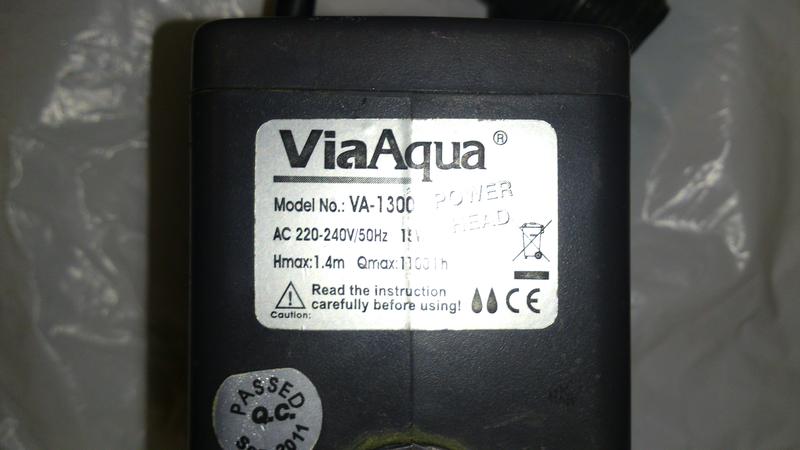 ViaAqua®
POWER
HEAD
Model No.: VA-1300
AC 220-240V/50Hz
Hmax:1.4m
Read the instruction
carefully before using!
Caution:
CE
PASSED
Q.C.
2011